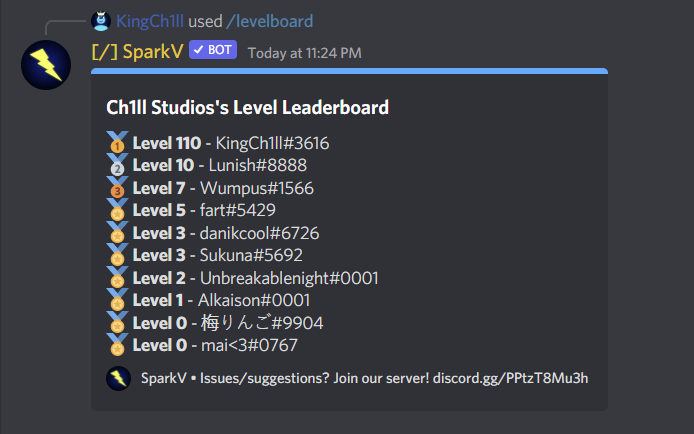 KingCh1ll used /levelboard
[/] SparkV ✓ BOT Today at 11:24 PM
Ch1ll Studios's Level Leaderboard
1 Level 110 - KingCh1ll#3616
2 Level 10 - Lunish#8888
3 Level 7 - Wumpus#1566
Level 5 - fart#5429
Level 3 - danikcool#6726
Level 3 - Sukuna#5692
Level 2 - Unbreakablenight#0001
Level 1 - Alkaison#0001
Level 0 - 梅りんご#9904
Level 0 - mai<3#0767
SparkV • Issues/suggestions? Join our server! discord.gg/PPtzT8Mu3h